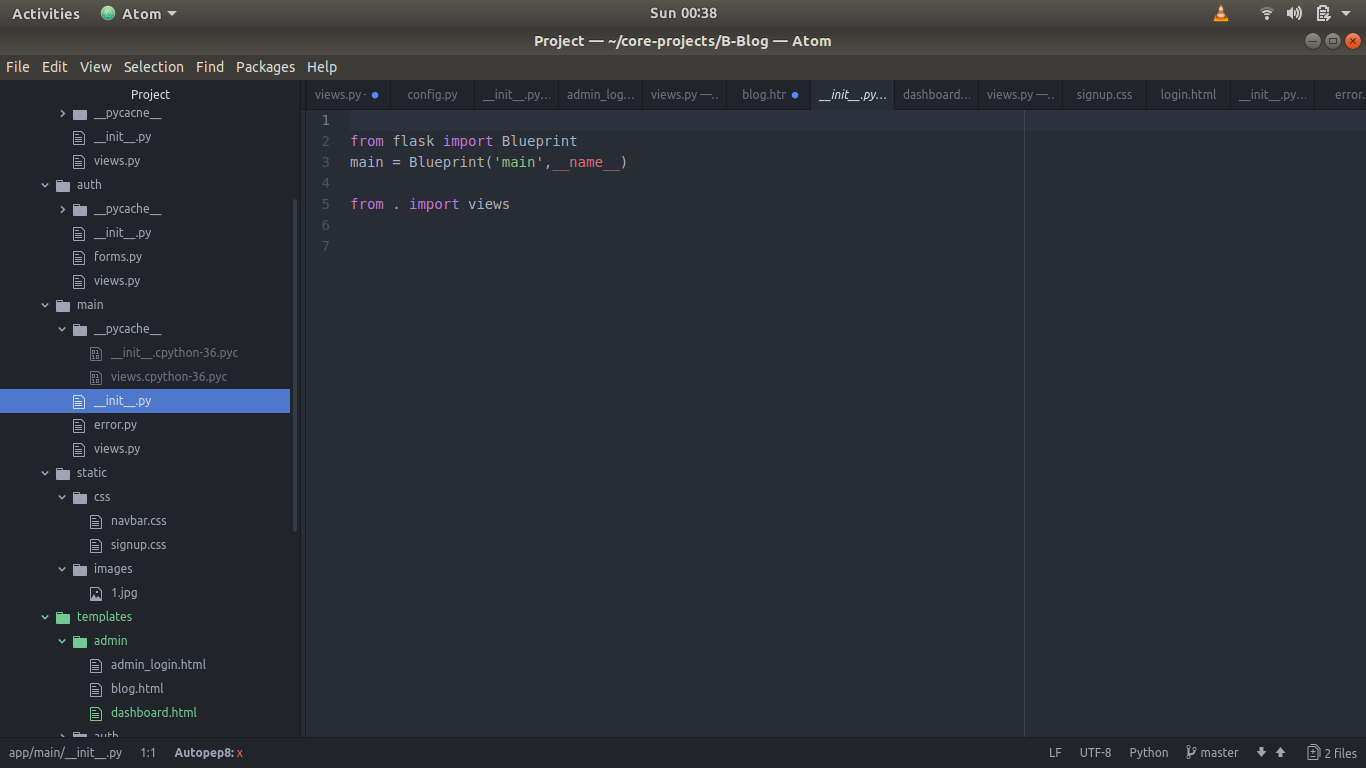 Activities Atom Sun 00:38
Project — ~/core-projects/B-Blog — Atom
File Edit View Selection Find Packages Help
Project
__pycache__
__init__.py
views.py
auth
__pycache__
__init__.py
forms.py
views.py
main
__pycache__
__init__.cpython-36.pyc
views.cpython-36.pyc
__init__.py
error.py
views.py
static
css
navbar.css
signup.css
images
1.jpg
templates
admin
admin_login.html
blog.html
dashboard.html
auth
views.py - config.py __init__.py… admin_log… views.py —… blog.htr __init__.py… dashboard… views.py —… signup.css login.html __init__.py… error.
1
2 from flask import Blueprint
3 main = Blueprint('main',__name__)
4
5 from . import views
6
7
app/main/__init__.py 1:1 Autopep8: x LF UTF-8 Python master 2 files